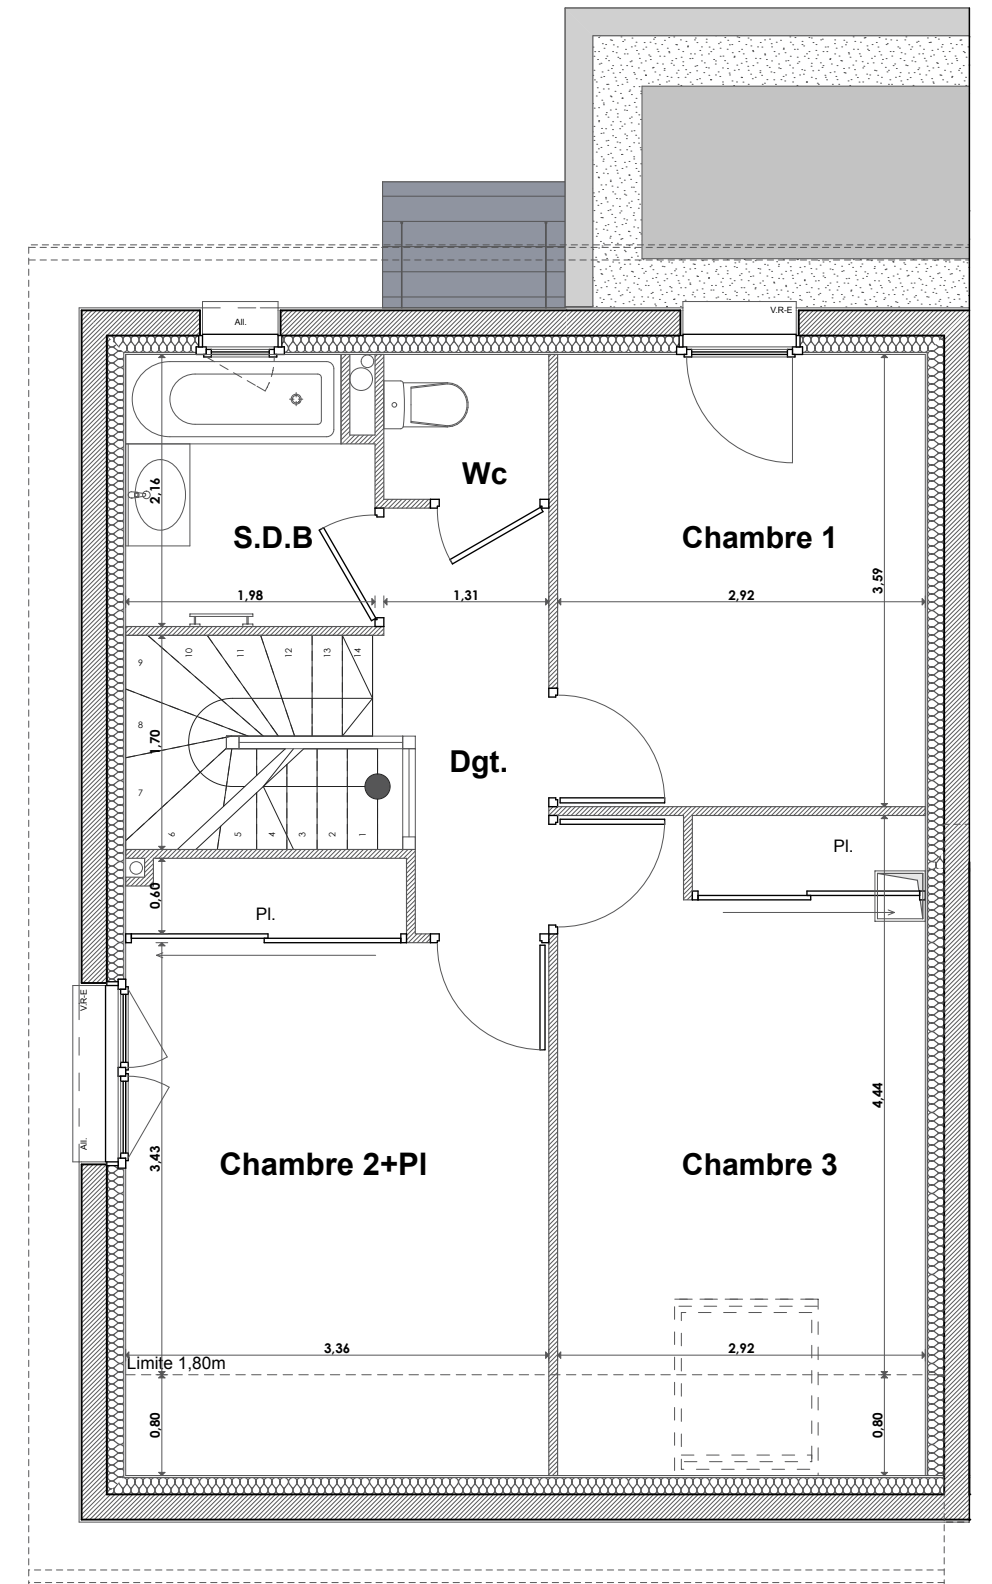 V.R-E
All.
Wc
2,16
S.D.B
Chambre 1
3,59
1,98
1,31
2,92
9
10
11
12
13
14
8
1,70
7
6
5
4
3
2
1
Dgt.
Pl.
0,60
Pl.
V.R-E
All.
4,44
3,43
Chambre 2+Pl
Chambre 3
3,36
2,92
Limite 1,80m
0,80
0,80